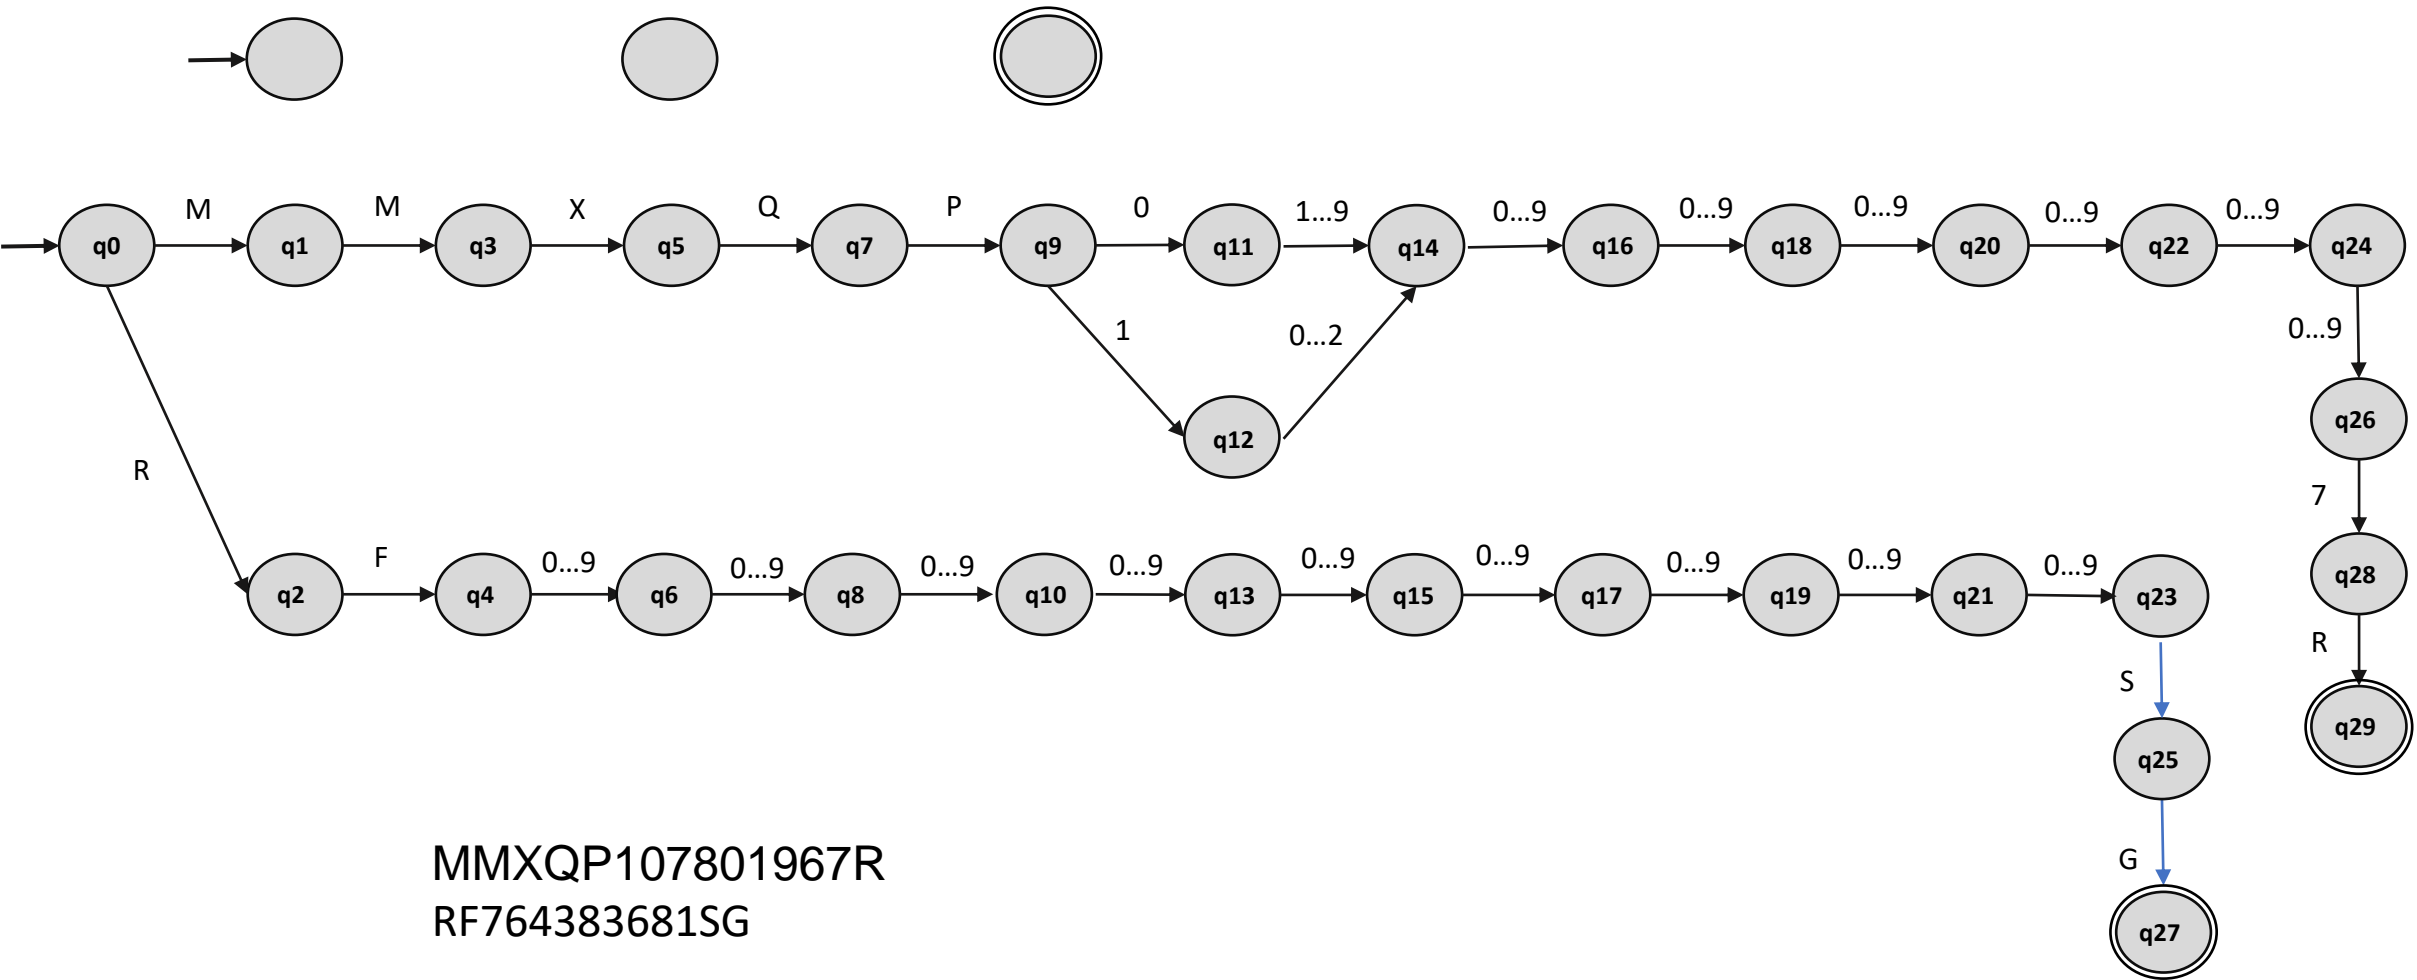 M M X Q P 0 1...9 0...9 0...9 0...9 0...9 0...9
q0 q1 q3 q5 q7 q9 q11 q14 q16 q18 q20 q22 q24
1 0...2 0...9
q12 q26
R 7
F 0...9 0...9 0...9 0...9 0...9 0...9 0...9 0...9 0...9 q28
q2 q4 q6 q8 q10 q13 q15 q17 q19 q21 q23
S R
q25 q29
G
q27
MMXQP107801967R
RF764383681SG